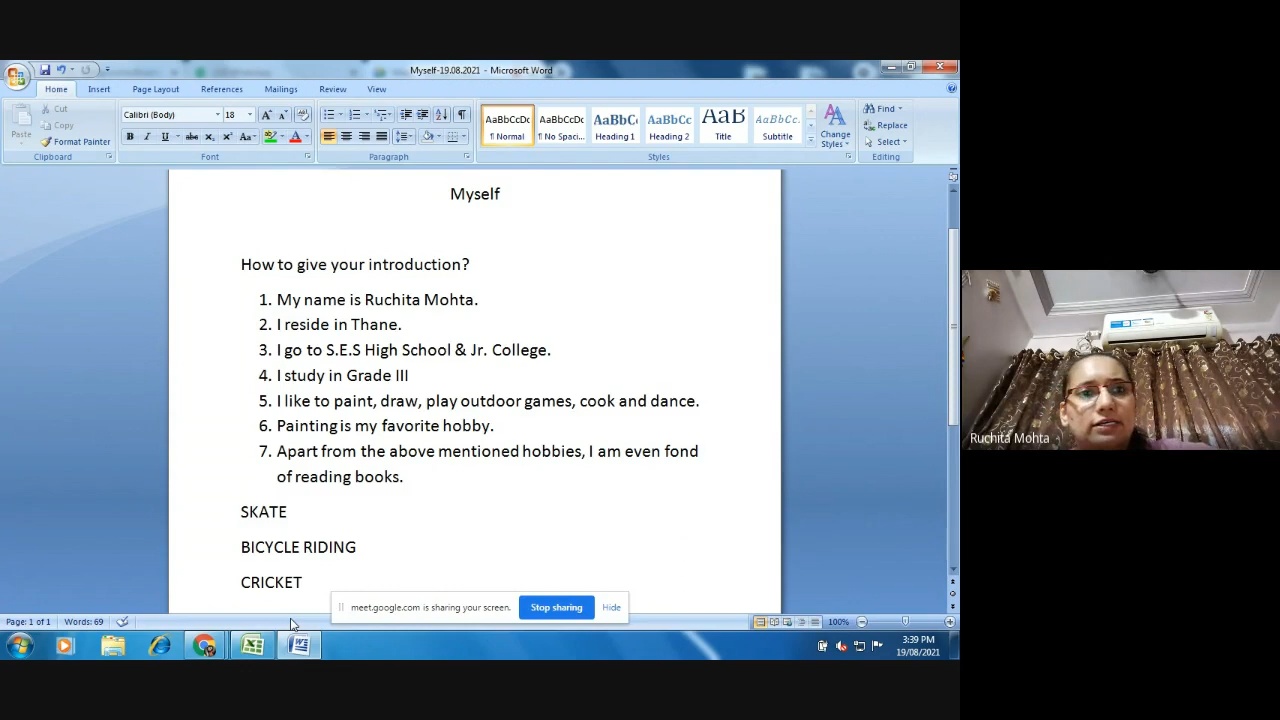 Myself-19.08.2021 - Microsoft Word
Home Insert Page Layout References Mailings Review View
Paste
Cut
Copy
Format Painter
Clipboard
Calibri (Body) 18
Font
Paragraph
AaBbCcDc AaBbCcDc AaBbC AaBbCc AaB AaBbCc.
¶ Normal ¶ No Spaci... Heading 1 Heading 2 Title Subtitle
Change Styles
Styles
Find
Replace
Select
Editing
Myself
How to give your introduction?
1. My name is Ruchita Mohta.
2. I reside in Thane.
3. I go to S.E.S High School & Jr. College.
4. I study in Grade III
5. I like to paint, draw, play outdoor games, cook and dance.
6. Painting is my favorite hobby.
7. Apart from the above mentioned hobbies, I am even fond
of reading books.
SKATE
BICYCLE RIDING
CRICKET
meet.google.com is sharing your screen. Stop sharing Hide
Page: 1 of 1 Words: 69 100%
3:39 PM
19/08/2021
Ruchita Mohta